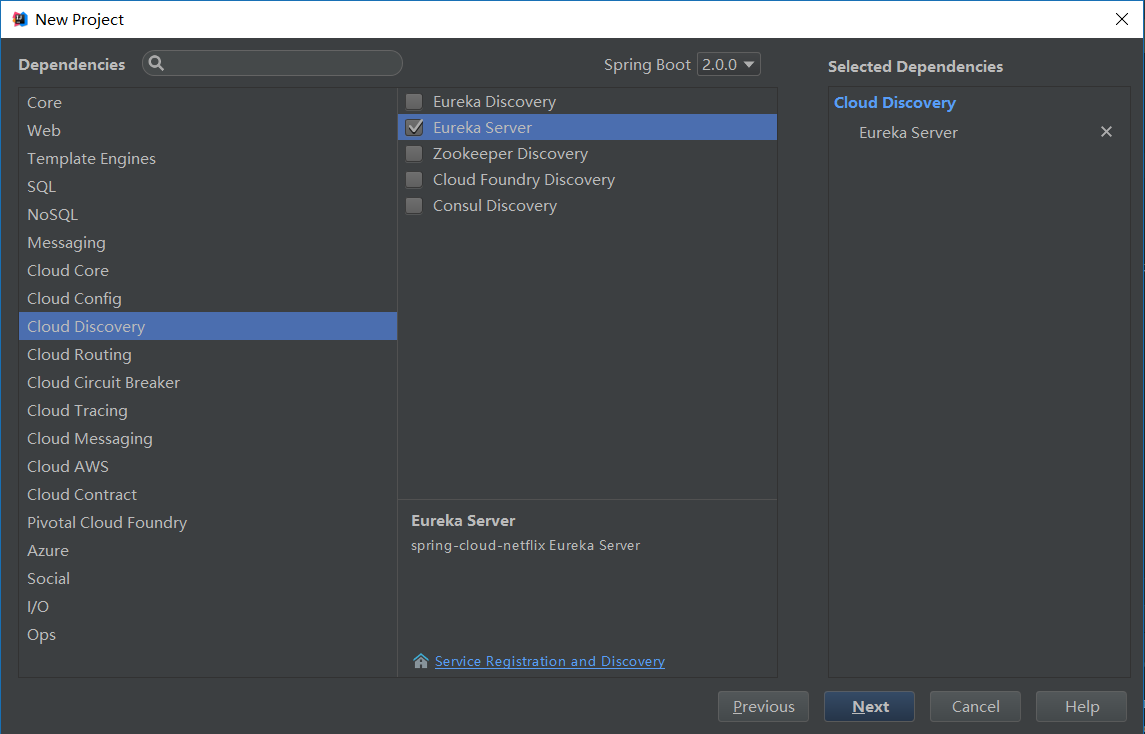 New Project
Dependencies
Spring Boot 2.0.0
Selected Dependencies
Core
Web
Template Engines
SQL
NoSQL
Messaging
Cloud Core
Cloud Config
Cloud Discovery
Cloud Routing
Cloud Circuit Breaker
Cloud Tracing
Cloud Messaging
Cloud AWS
Cloud Contract
Pivotal Cloud Foundry
Azure
Social
I/O
Ops
Eureka Discovery
Eureka Server
Zookeeper Discovery
Cloud Foundry Discovery
Consul Discovery
Eureka Server
spring-cloud-netflix Eureka Server
Service Registration and Discovery
Cloud Discovery
Eureka Server
Previous
Next
Cancel
Help